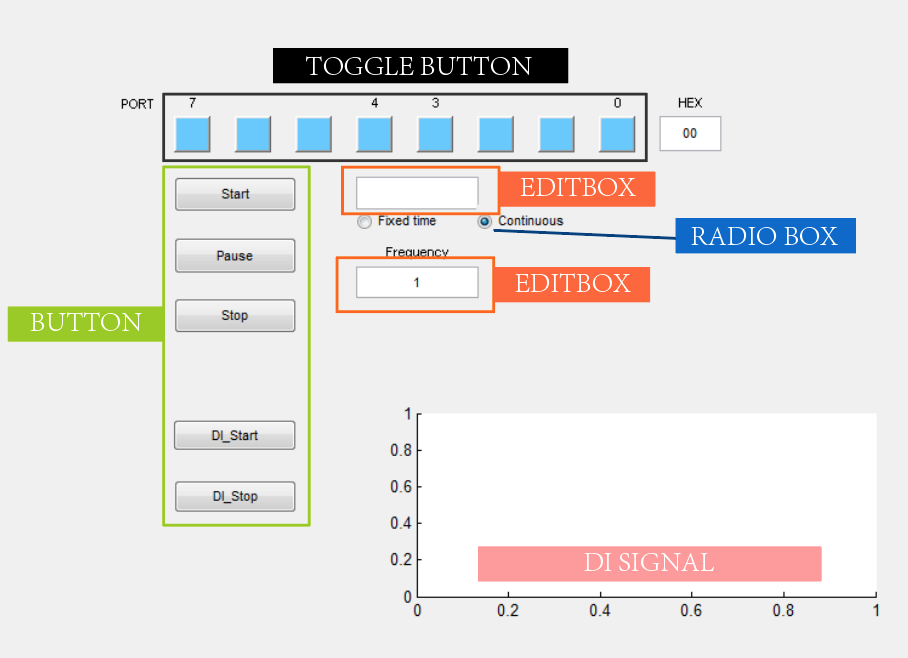 TOGGLE BUTTON
PORT 7 4 3 0 HEX
00
Start
EDITBOX
Fixed time Continuous
RADIO BOX
Pause
Frequency
1
EDITBOX
Stop
BUTTON
DI_Start
DI_Stop
1
0.8
0.6
0.4
0.2
0
DI SIGNAL
0 0.2 0.4 0.6 0.8 1